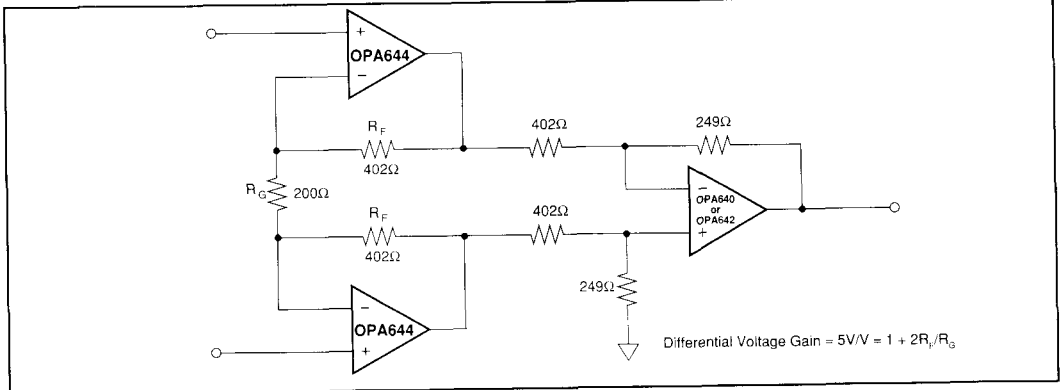 +
OPA644
−
R_F
402Ω
402Ω
249Ω
R_G
200Ω
−
OPA640
or
OPA642
+
R_F
402Ω
402Ω
249Ω
−
OPA644
+
Differential Voltage Gain = 5V/V = 1 + 2R_F/R_G